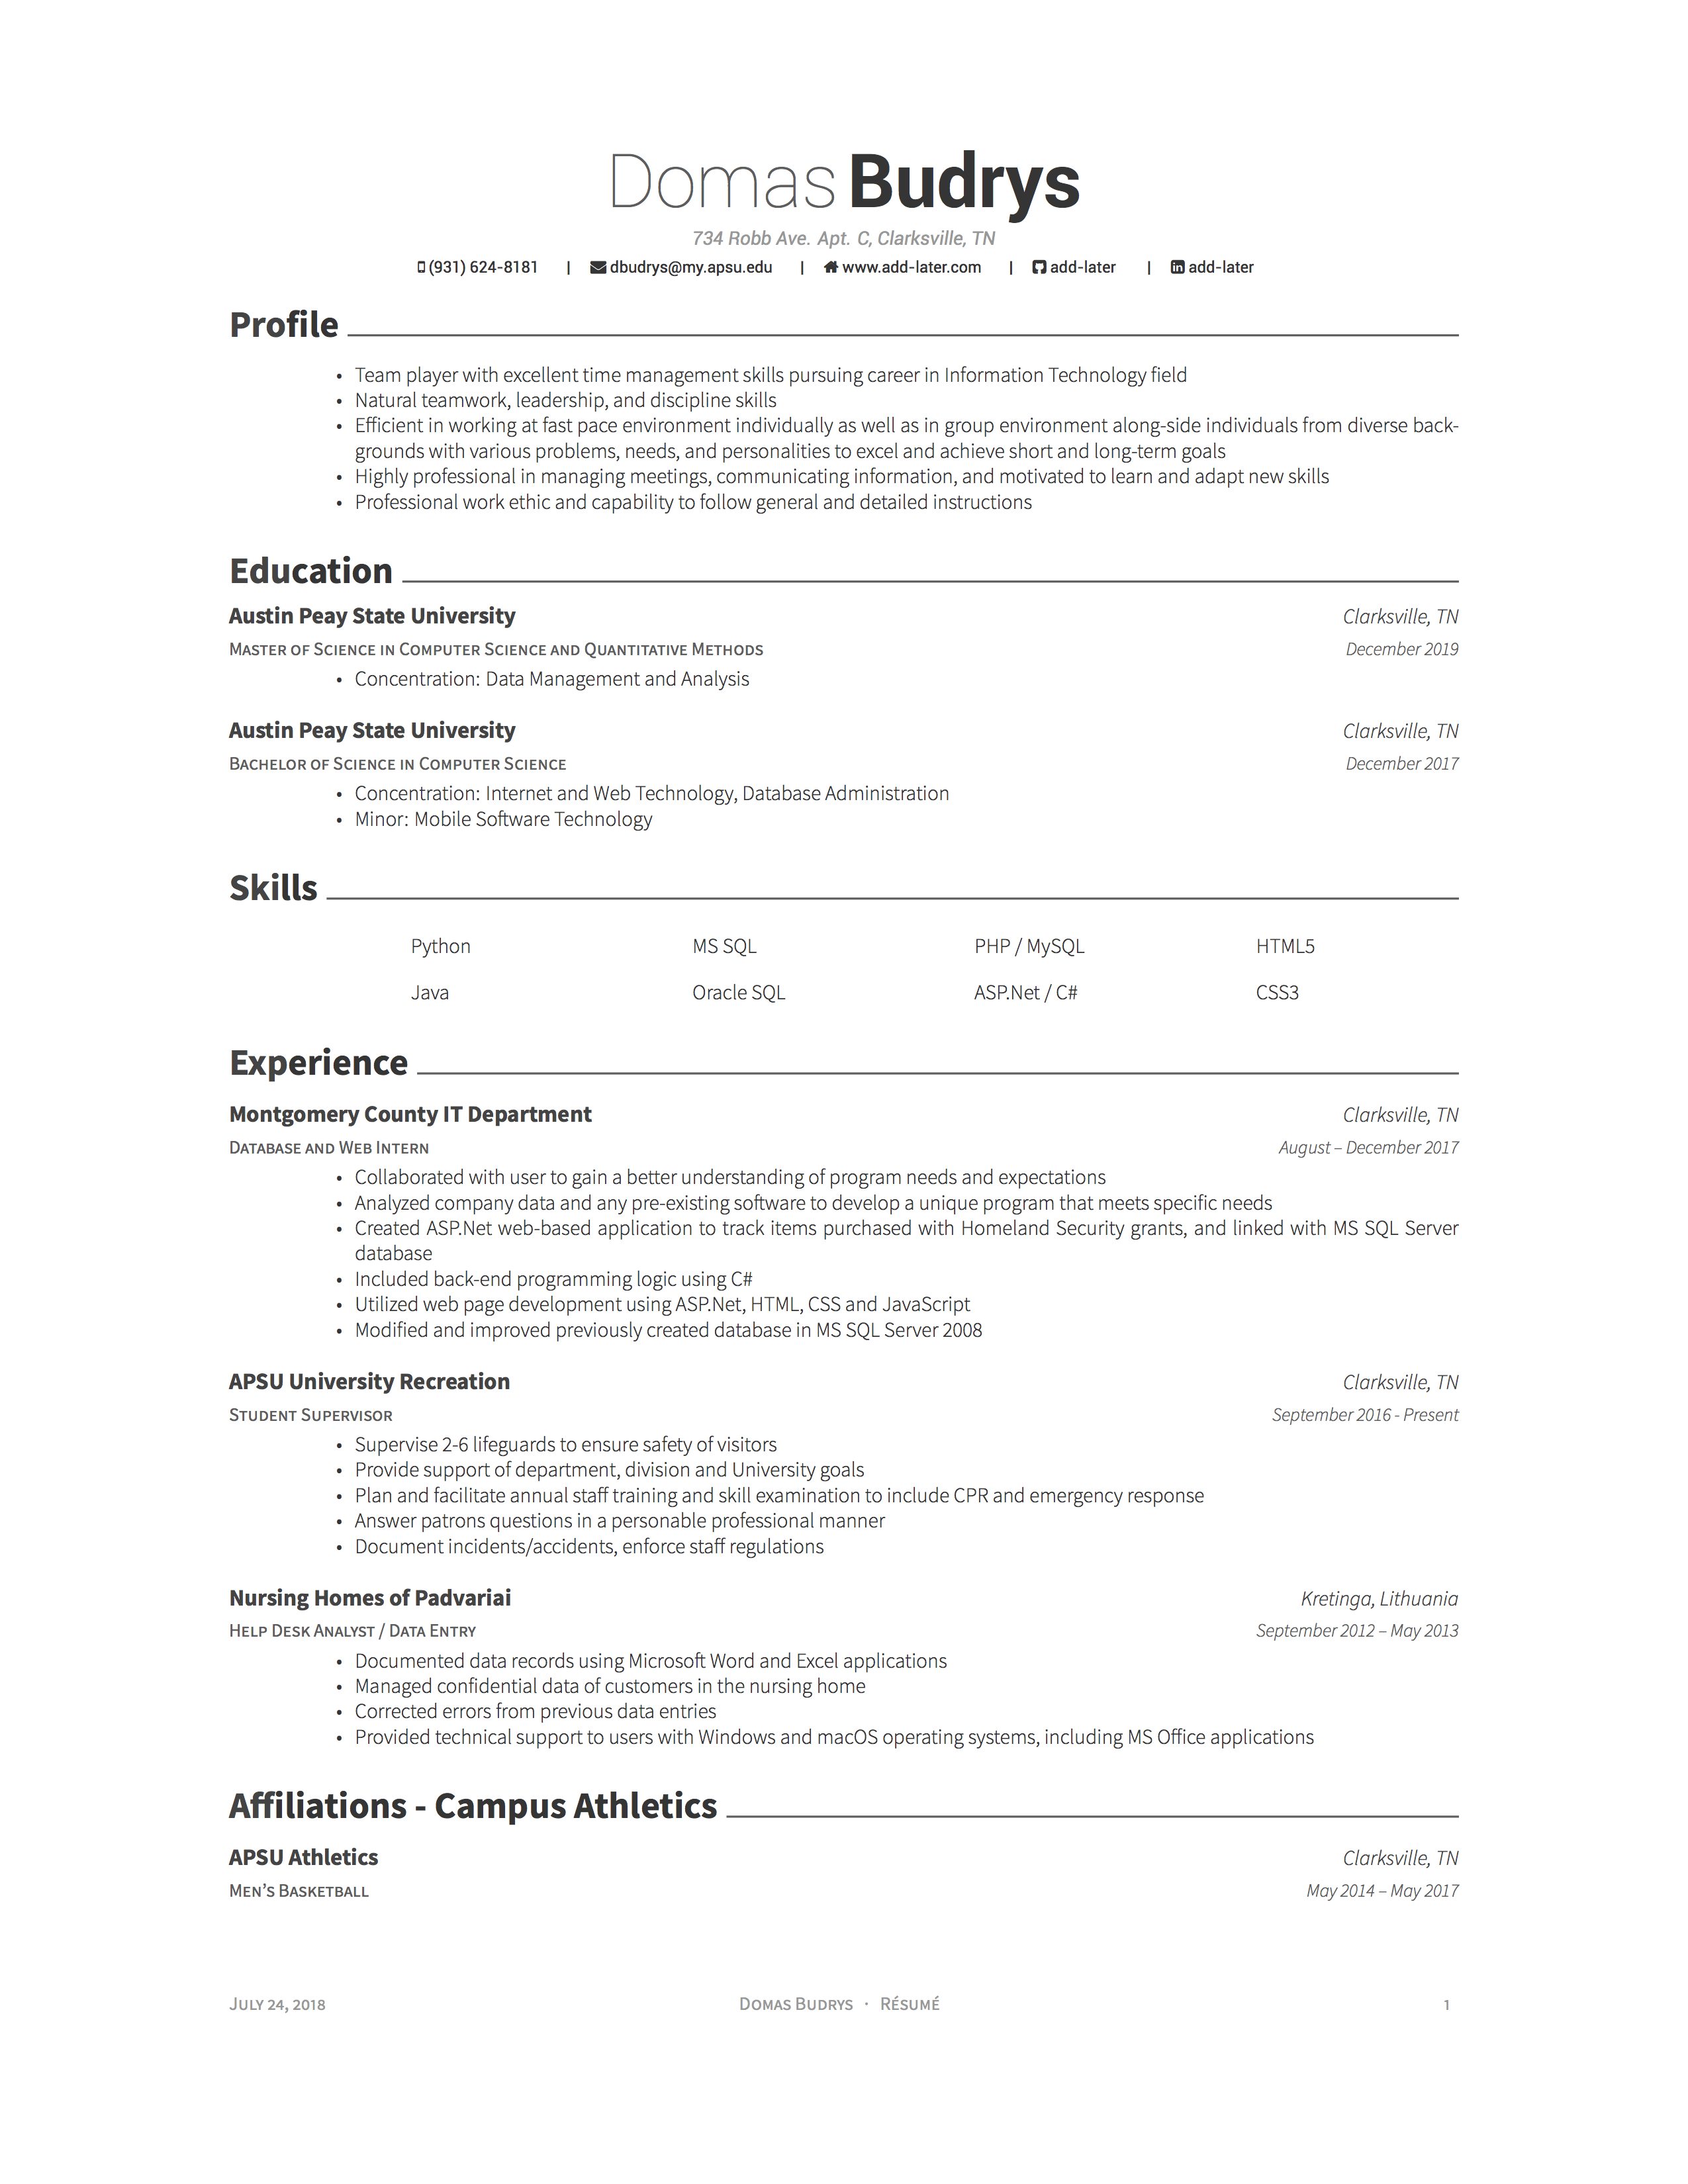 Domas Budrys
734 Robb Ave. Apt. C, Clarksville, TN
(931) 624-8181 | dbudrys@my.apsu.edu | www.add-later.com | add-later | add-later
Profile
• Team player with excellent time management skills pursuing career in Information Technology field
• Natural teamwork, leadership, and discipline skills
• Efficient in working at fast pace environment individually as well as in group environment along-side individuals from diverse back-
grounds with various problems, needs, and personalities to excel and achieve short and long-term goals
• Highly professional in managing meetings, communicating information, and motivated to learn and adapt new skills
• Professional work ethic and capability to follow general and detailed instructions
Education
Austin Peay State University Clarksville, TN
Master of Science in Computer Science and Quantitative Methods December 2019
• Concentration: Data Management and Analysis
Austin Peay State University Clarksville, TN
Bachelor of Science in Computer Science December 2017
• Concentration: Internet and Web Technology, Database Administration
• Minor: Mobile Software Technology
Skills
Python MS SQL PHP / MySQL HTML5
Java Oracle SQL ASP.Net / C# CSS3
Experience
Montgomery County IT Department Clarksville, TN
Database and Web Intern August – December 2017
• Collaborated with user to gain a better understanding of program needs and expectations
• Analyzed company data and any pre-existing software to develop a unique program that meets specific needs
• Created ASP.Net web-based application to track items purchased with Homeland Security grants, and linked with MS SQL Server
database
• Included back-end programming logic using C#
• Utilized web page development using ASP.Net, HTML, CSS and JavaScript
• Modified and improved previously created database in MS SQL Server 2008
APSU University Recreation Clarksville, TN
Student Supervisor September 2016 - Present
• Supervise 2-6 lifeguards to ensure safety of visitors
• Provide support of department, division and University goals
• Plan and facilitate annual staff training and skill examination to include CPR and emergency response
• Answer patrons questions in a personable professional manner
• Document incidents/accidents, enforce staff regulations
Nursing Homes of Padvariai Kretinga, Lithuania
Help Desk Analyst / Data Entry September 2012 – May 2013
• Documented data records using Microsoft Word and Excel applications
• Managed confidential data of customers in the nursing home
• Corrected errors from previous data entries
• Provided technical support to users with Windows and macOS operating systems, including MS Office applications
Affiliations - Campus Athletics
APSU Athletics Clarksville, TN
Men's Basketball May 2014 – May 2017
July 24, 2018 Domas Budrys · Résumé 1